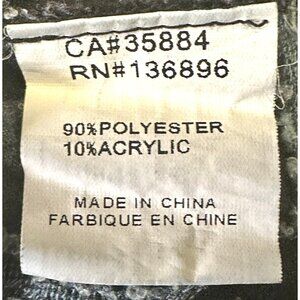 CA#35884
RN#136896
90%POLYESTER
10%ACRYLIC
MADE IN CHINA
FARBIQUE EN CHINE